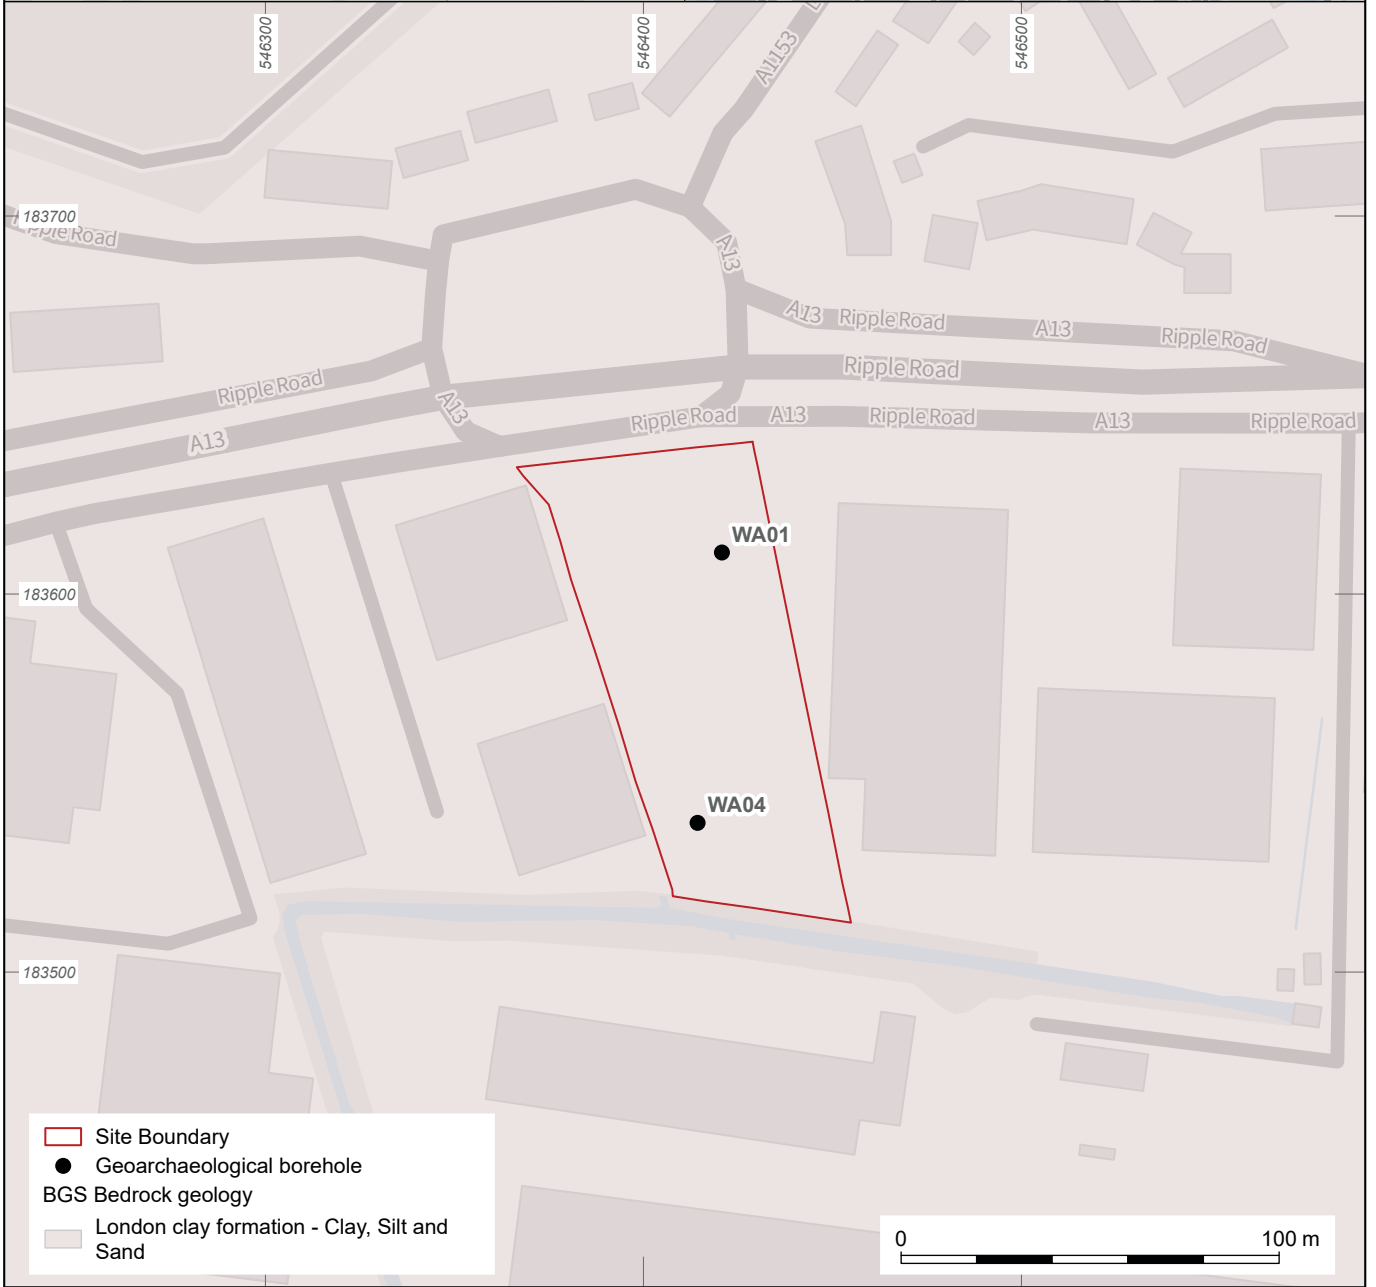 546300
546400
546500
A1153
183700
Ripple Road
A13
A13
Ripple Road
A13
Ripple Road
Ripple Road
Ripple Road
A13
A13
Ripple Road
A13
Ripple Road
A13
Ripple Road
WA01
183600
WA04
183500
Site Boundary
Geoarchaeological borehole
BGS Bedrock geology
London clay formation - Clay, Silt and
Sand
0 100 m